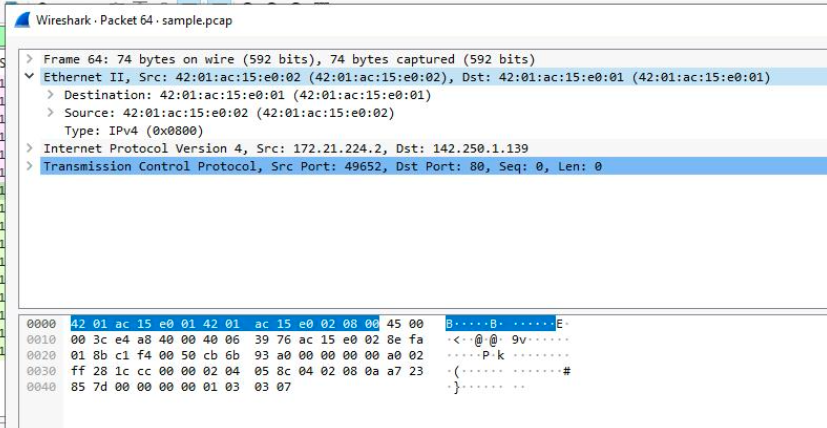 Wireshark · Packet 64 · sample.pcap
Frame 64: 74 bytes on wire (592 bits), 74 bytes captured (592 bits)
Ethernet II, Src: 42:01:ac:15:e0:02 (42:01:ac:15:e0:02), Dst: 42:01:ac:15:e0:01 (42:01:ac:15:e0:01)
Destination: 42:01:ac:15:e0:01 (42:01:ac:15:e0:01)
Source: 42:01:ac:15:e0:02 (42:01:ac:15:e0:02)
Type: IPv4 (0x0800)
Internet Protocol Version 4, Src: 172.21.224.2, Dst: 142.250.1.139
Transmission Control Protocol, Src Port: 49652, Dst Port: 80, Seq: 0, Len: 0
0000 42 01 ac 15 e0 01 42 01 ac 15 e0 02 08 00 45 00 B·····B· ······E·
0010 00 3c e4 a8 40 00 40 06 39 76 ac 15 e0 02 8e fa ·<··@·@· 9v······
0020 01 8b c1 f4 00 50 cb 6b 93 a0 00 00 00 00 a0 02 ·····P·k ········
0030 ff 28 1c cc 00 00 02 04 05 8c 04 02 08 0a a7 23 ·(······ ·······#
0040 85 7d 00 00 00 00 01 03 03 07 ·}······ ··